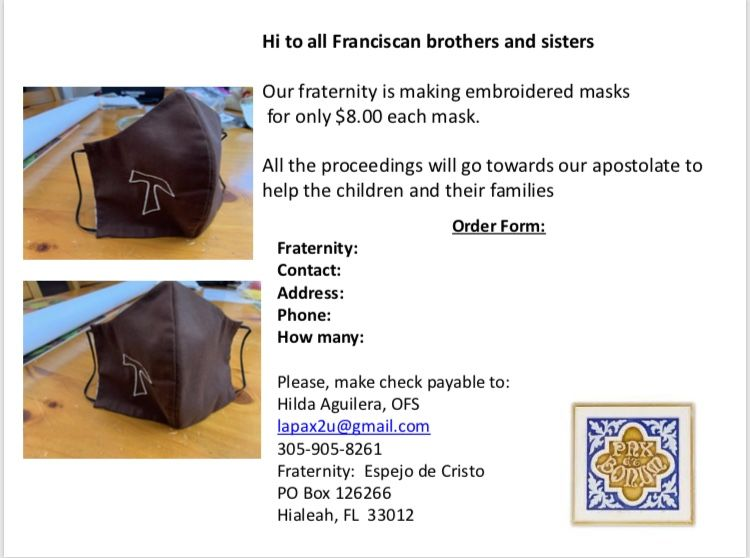 Hi to all Franciscan brothers and sisters
Our fraternity is making embroidered masks
for only $8.00 each mask.
All the proceedings will go towards our apostolate to
help the children and their families
Order Form:
Fraternity:
Contact:
Address:
Phone:
How many:
Please, make check payable to:
Hilda Aguilera, OFS
lapax2u@gmail.com
305-905-8261
Fraternity:  Espejo de Cristo
PO Box 126266
Hialeah, FL  33012
PAX
et
BONUM